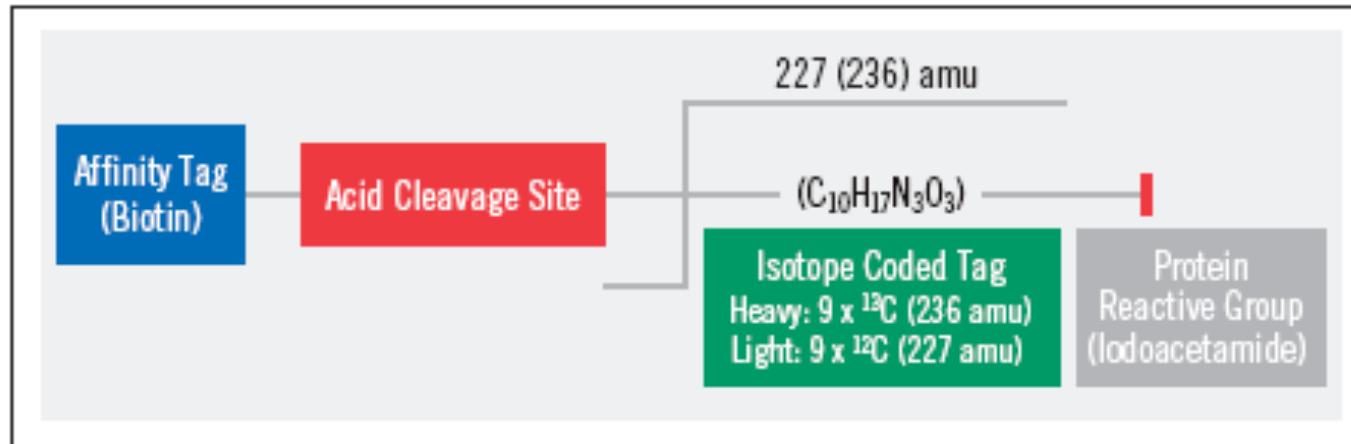 227 (236) amu
Affinity Tag
(Biotin)
Acid Cleavage Site
(C₁₀H₁₇N₃O₃)
Isotope Coded Tag
Heavy: 9 x ¹³C (236 amu)
Light: 9 x ¹²C (227 amu)
Protein
Reactive Group
(Iodoacetamide)